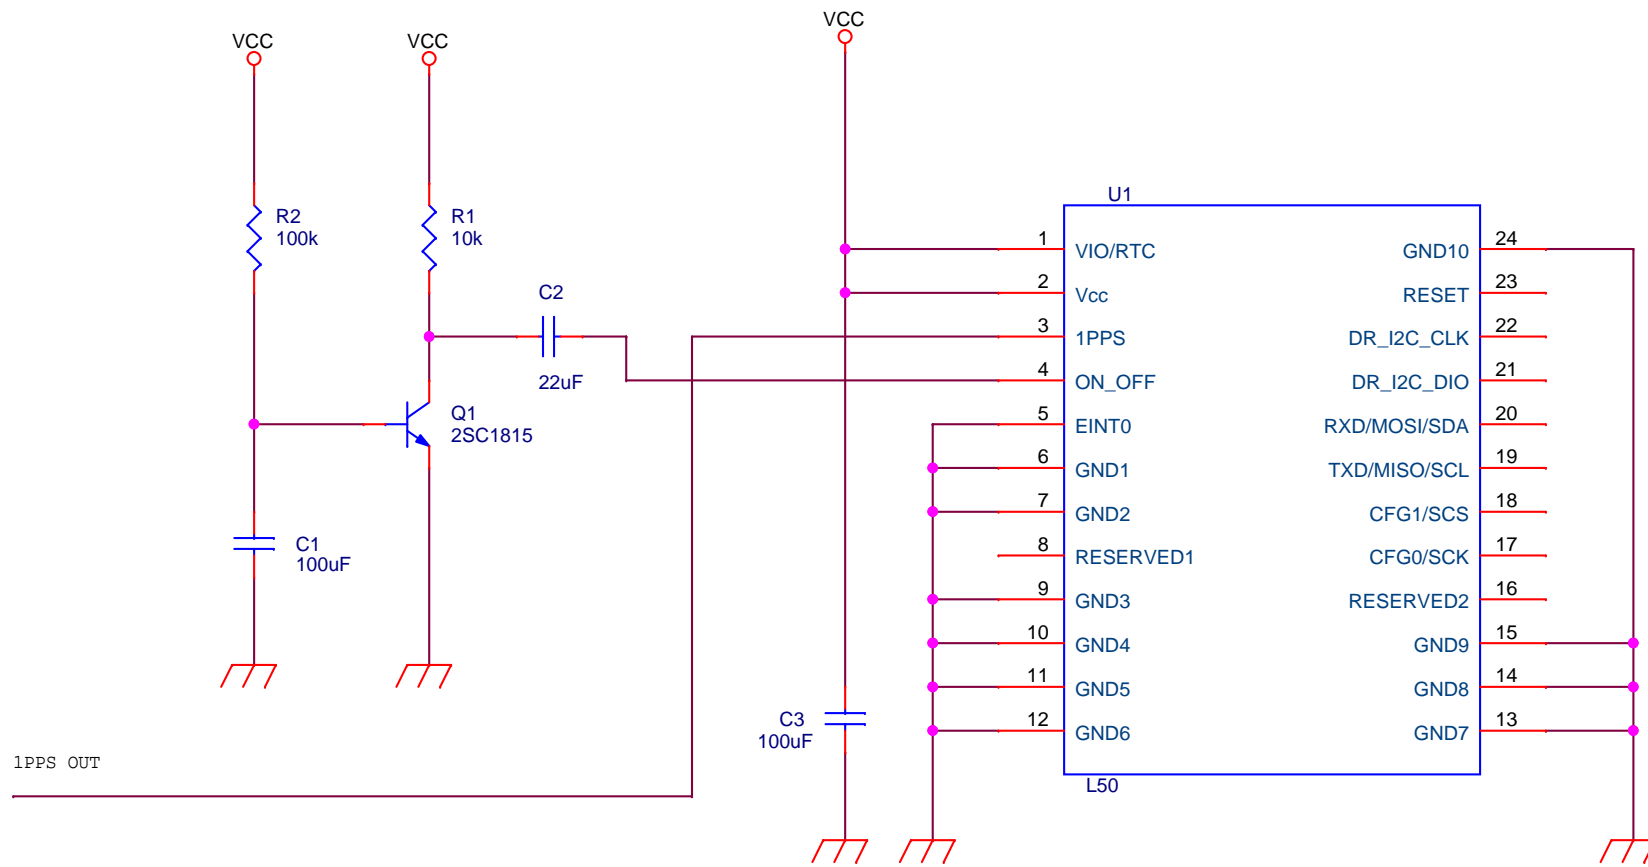 VCC
VCC
VCC
R2
100k
R1
10k
C2
22uF
Q1
2SC1815
C1
100uF
C3
100uF
1PPS OUT
U1
1 VIO/RTC
2 Vcc
3 1PPS
4 ON_OFF
5 EINT0
6 GND1
7 GND2
8 RESERVED1
9 GND3
10 GND4
11 GND5
12 GND6
GND10 24
RESET 23
DR_I2C_CLK 22
DR_I2C_DIO 21
RXD/MOSI/SDA 20
TXD/MISO/SCL 19
CFG1/SCS 18
CFG0/SCK 17
RESERVED2 16
GND9 15
GND8 14
GND7 13
L50